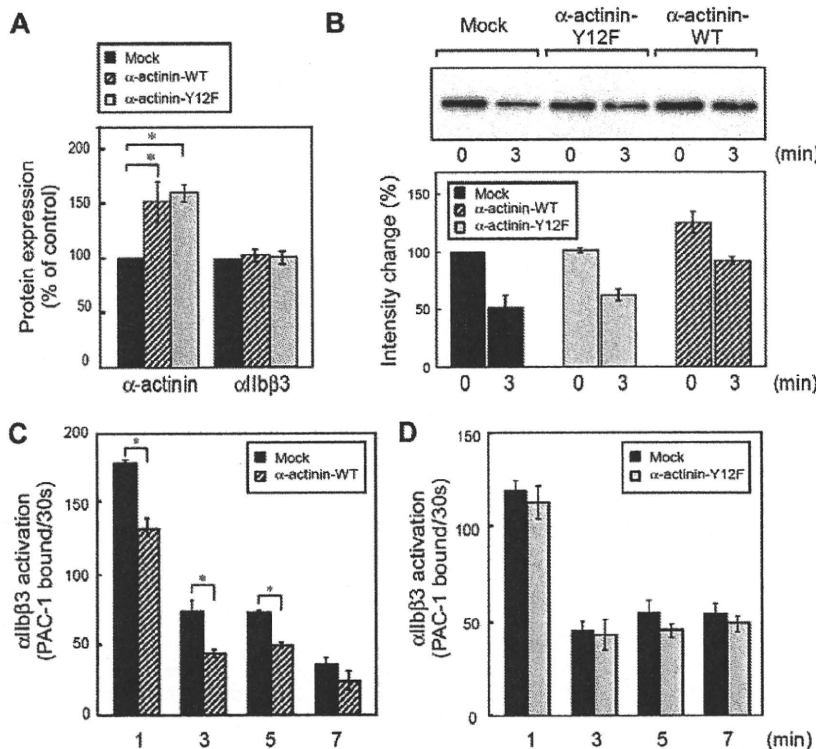 A
Mock
α-actinin-WT
α-actinin-Y12F
Protein expression
(% of control)
200
150
100
50
0
*
*
α-actinin
αIIbβ3
B
Mock
α-actinin-
Y12F
α-actinin-
WT
0 3 0 3 0 3 (min)
Intensity change (%)
150
100
50
0
Mock
α-actinin-WT
α-actinin-Y12F
0 3 0 3 0 3 (min)
C
αIIbβ3 activation
(PAC-1 bound/30s)
200
150
100
50
0
Mock
α-actinin-WT
*
*
*
1 3 5 7
D
αIIbβ3 activation
(PAC-1 bound/30s)
150
100
50
0
Mock
α-actinin-Y12F
1 3 5 7 (min)